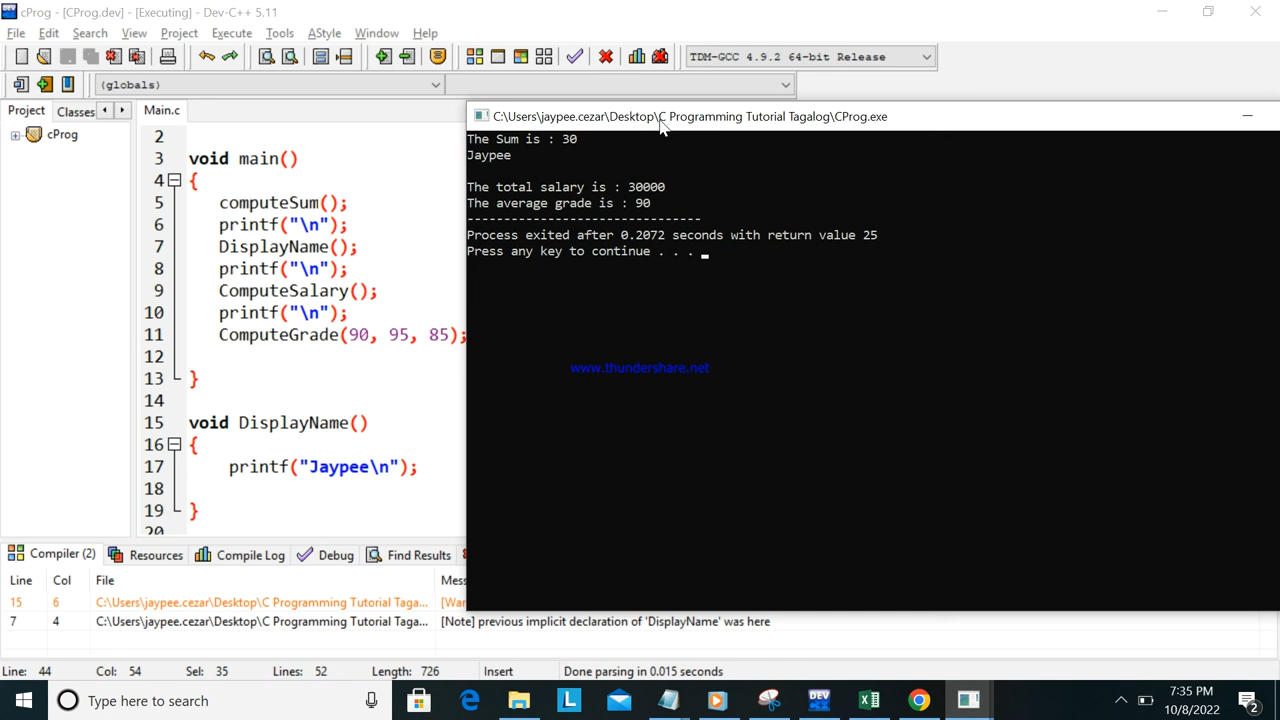 cProg - [CProg.dev] - [Executing] - Dev-C++ 5.11
File Edit Search View Project Execute Tools AStyle Window Help
TDM-GCC 4.9.2 64-bit Release
(globals)
Project Classes Main.c
cProg
C:\Users\jaypee.cezar\Desktop\C Programming Tutorial Tagalog\CProg.exe
The Sum is : 30
Jaypee
The total salary is : 30000
The average grade is : 90
-------------------------------
Process exited after 0.2072 seconds with return value 25
Press any key to continue . . .
www.thundershare.net
2
3 void main()
4 {
5 computeSum();
6 printf("\n");
7 DisplayName();
8 printf("\n");
9 ComputeSalary();
10 printf("\n");
11 ComputeGrade(90, 95, 85);
12
13 }
14
15 void DisplayName()
16 {
17 printf("Jaypee\n");
18
19 }
20
Compiler (2) Resources Compile Log Debug Find Results
Line Col File Mess
15 6 C:\Users\jaypee.cezar\Desktop\C Programming Tutorial Taga... [War
7 4 C:\Users\jaypee.cezar\Desktop\C Programming Tutorial Taga... [Note] previous implicit declaration of 'DisplayName' was here
Line: 44 Col: 54 Sel: 35 Lines: 52 Length: 726 Insert Done parsing in 0.015 seconds
Type here to search
DEV
7:35 PM
10/8/2022
2